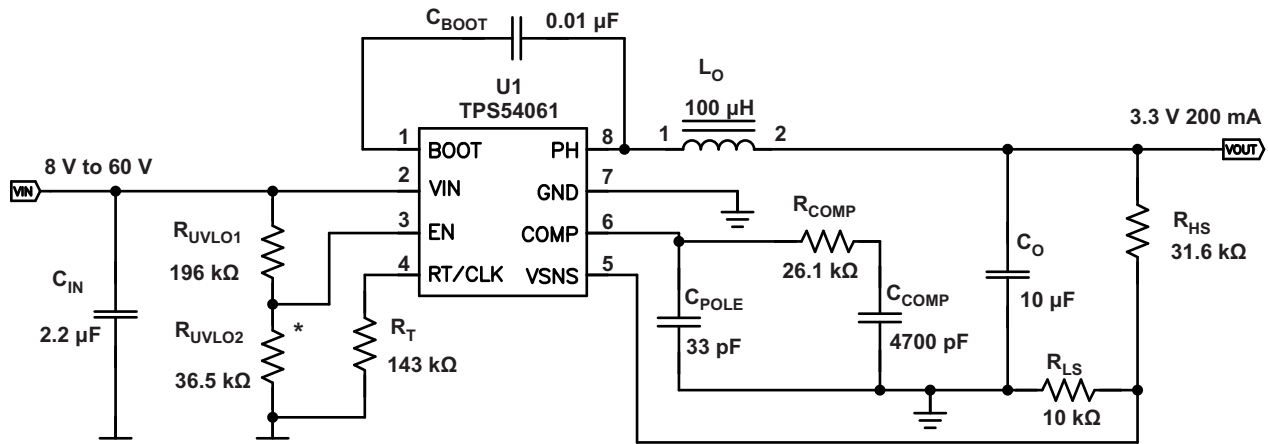 C_BOOT 0.01 µF
U1
TPS54061
L_O
100 µH
1 2
3.3 V 200 mA
VOUT
8 V to 60 V
VIN
1 BOOT PH 8
2 VIN GND 7
3 EN COMP 6
4 RT/CLK VSNS 5
R_UVLO1
196 kΩ
R_UVLO2 *
36.5 kΩ
C_IN
2.2 µF
R_T
143 kΩ
R_COMP
26.1 kΩ
C_POLE
33 pF
C_COMP
4700 pF
C_O
10 µF
R_HS
31.6 kΩ
R_LS
10 kΩ